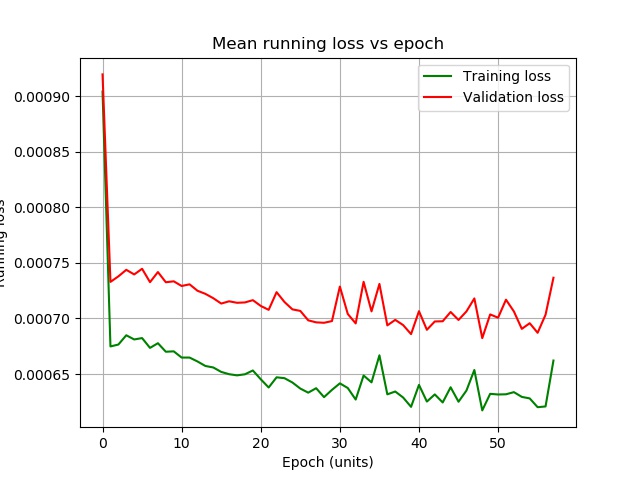 Mean running loss vs epoch
Training loss
Validation loss
0.00090
0.00085
0.00080
0.00075
0.00070
0.00065
loss
0 10 20 30 40 50
Epoch (units)